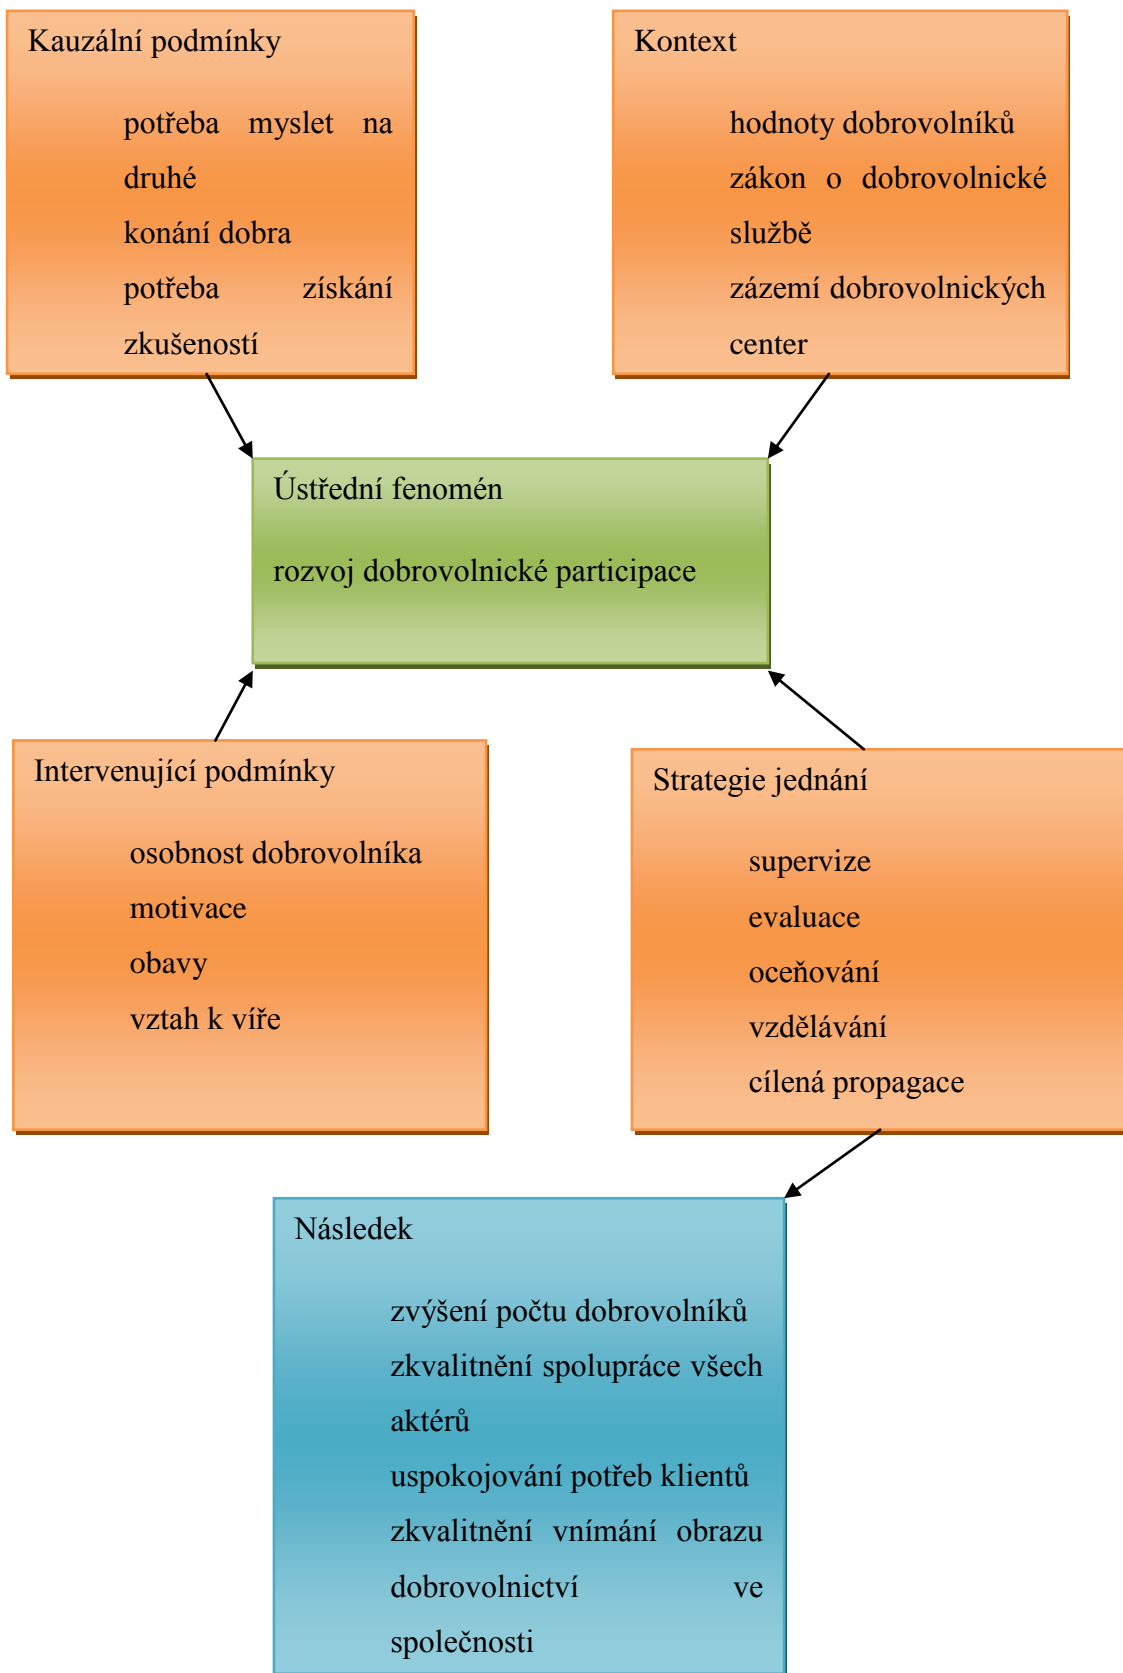 Kauzální podmínky
potřeba myslet na
druhé
konání dobra
potřeba získání
zkušeností
Kontext
hodnoty dobrovolníků
zákon o dobrovolnické
službě
zázemí dobrovolnických
center
Ústřední fenomén
rozvoj dobrovolnické participace
Intervenující podmínky
osobnost dobrovolníka
motivace
obavy
vztah k víře
Strategie jednání
supervize
evaluace
oceňování
vzdělávání
cílená propagace
Následek
zvýšení počtu dobrovolníků
zkvalitnění spolupráce všech
aktérů
uspokojování potřeb klientů
zkvalitnění vnímání obrazu
dobrovolnictví ve
společnosti